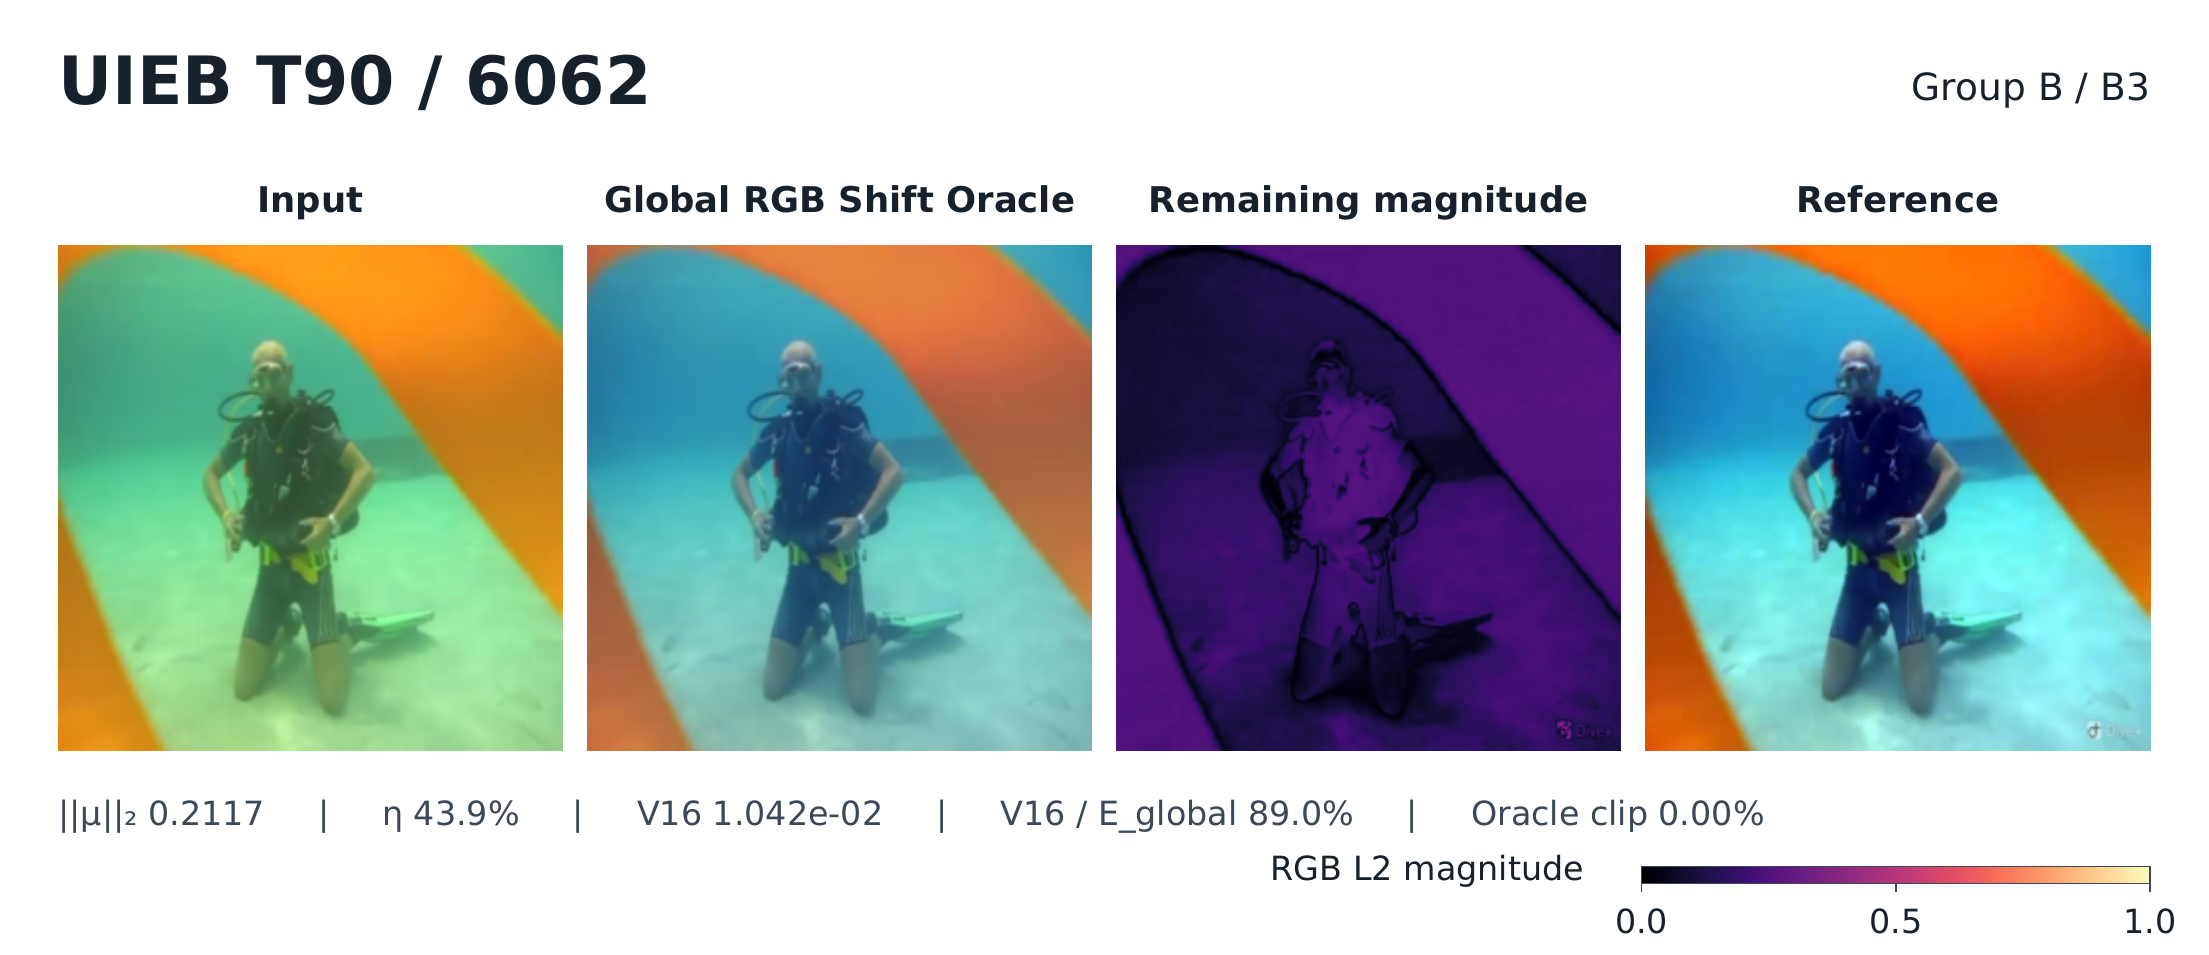 UIEB T90 / 6062
Group B / B3
Input
Global RGB Shift Oracle
Remaining magnitude
Reference
||μ||₂ 0.2117 | η 43.9% | V16 1.042e-02 | V16 / E_global 89.0% | Oracle clip 0.00%
RGB L2 magnitude
0.0 0.5 1.0